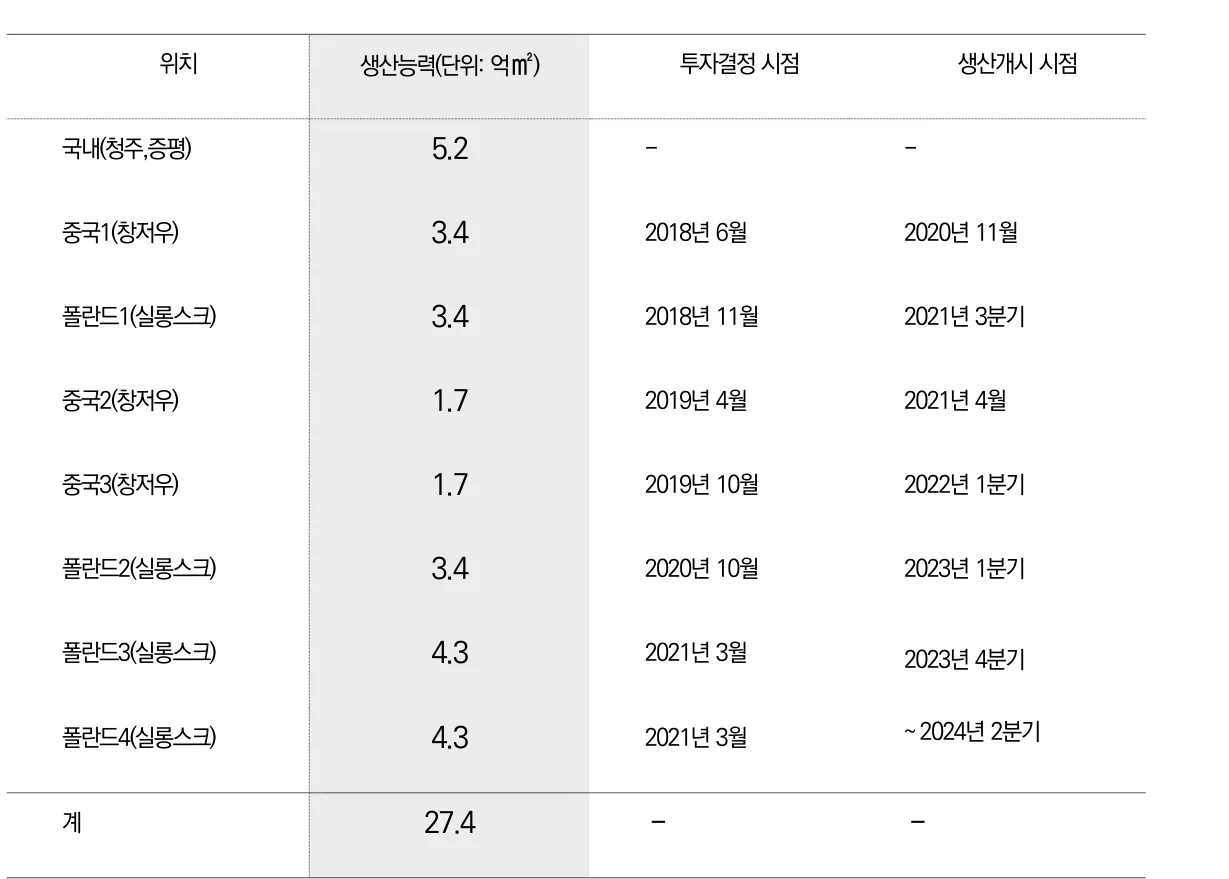 위치 생산능력(단위: 억㎡) 투자결정 시점 생산개시 시점
국내(청주,증평) 5.2 – –
중국1(창저우) 3.4 2018년 6월 2020년 11월
폴란드1(실롱스크) 3.4 2018년 11월 2021년 3분기
중국2(창저우) 1.7 2019년 4월 2021년 4월
중국3(창저우) 1.7 2019년 10월 2022년 1분기
폴란드2(실롱스크) 3.4 2020년 10월 2023년 1분기
폴란드3(실롱스크) 4.3 2021년 3월 2023년 4분기
폴란드4(실롱스크) 4.3 2021년 3월 ~ 2024년 2분기
계 27.4 – –